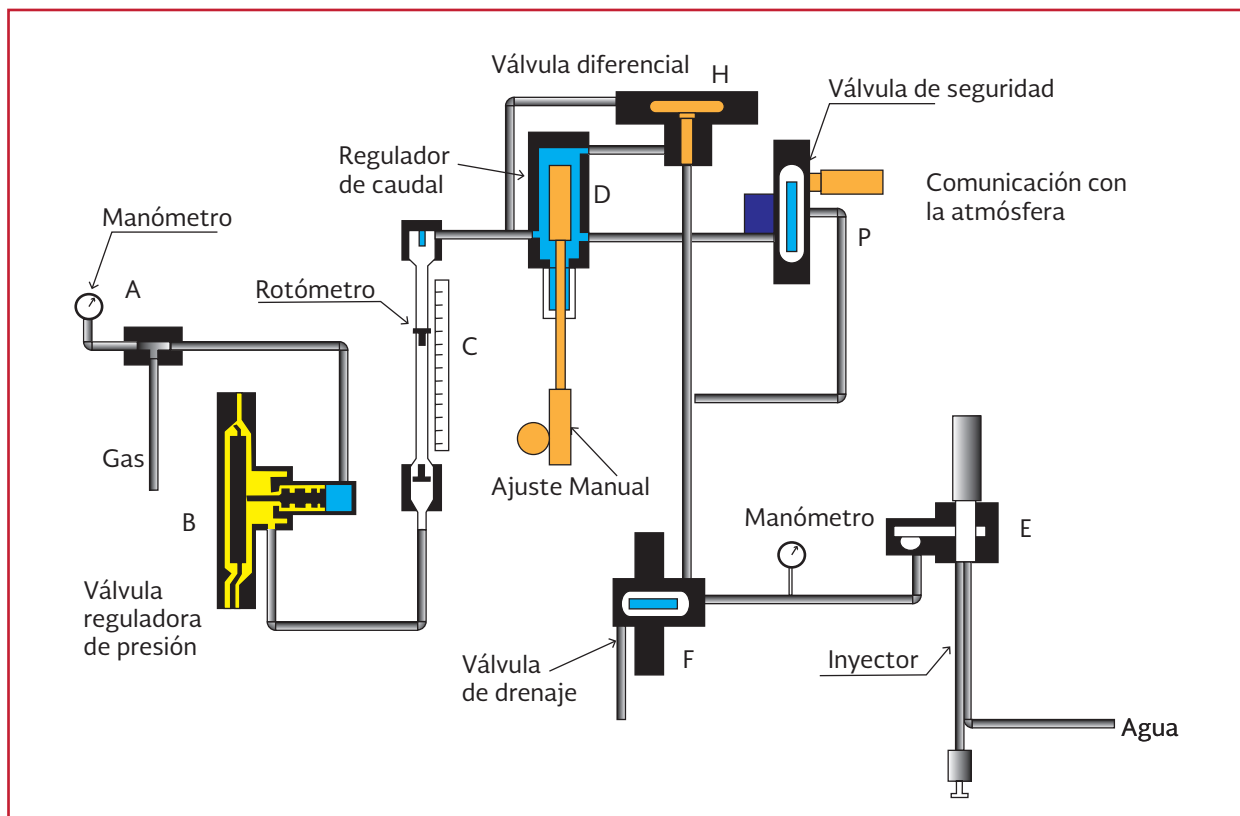 Válvula diferencial
H
Válvula de seguridad
Regulador
de caudal
D
Comunicación con
la atmósfera
Manómetro
P
A
Rotómetro
C
Gas
Ajuste Manual
B
Manómetro
E
Válvula
reguladora
de presión
Válvula
de drenaje
F
Inyector
Agua